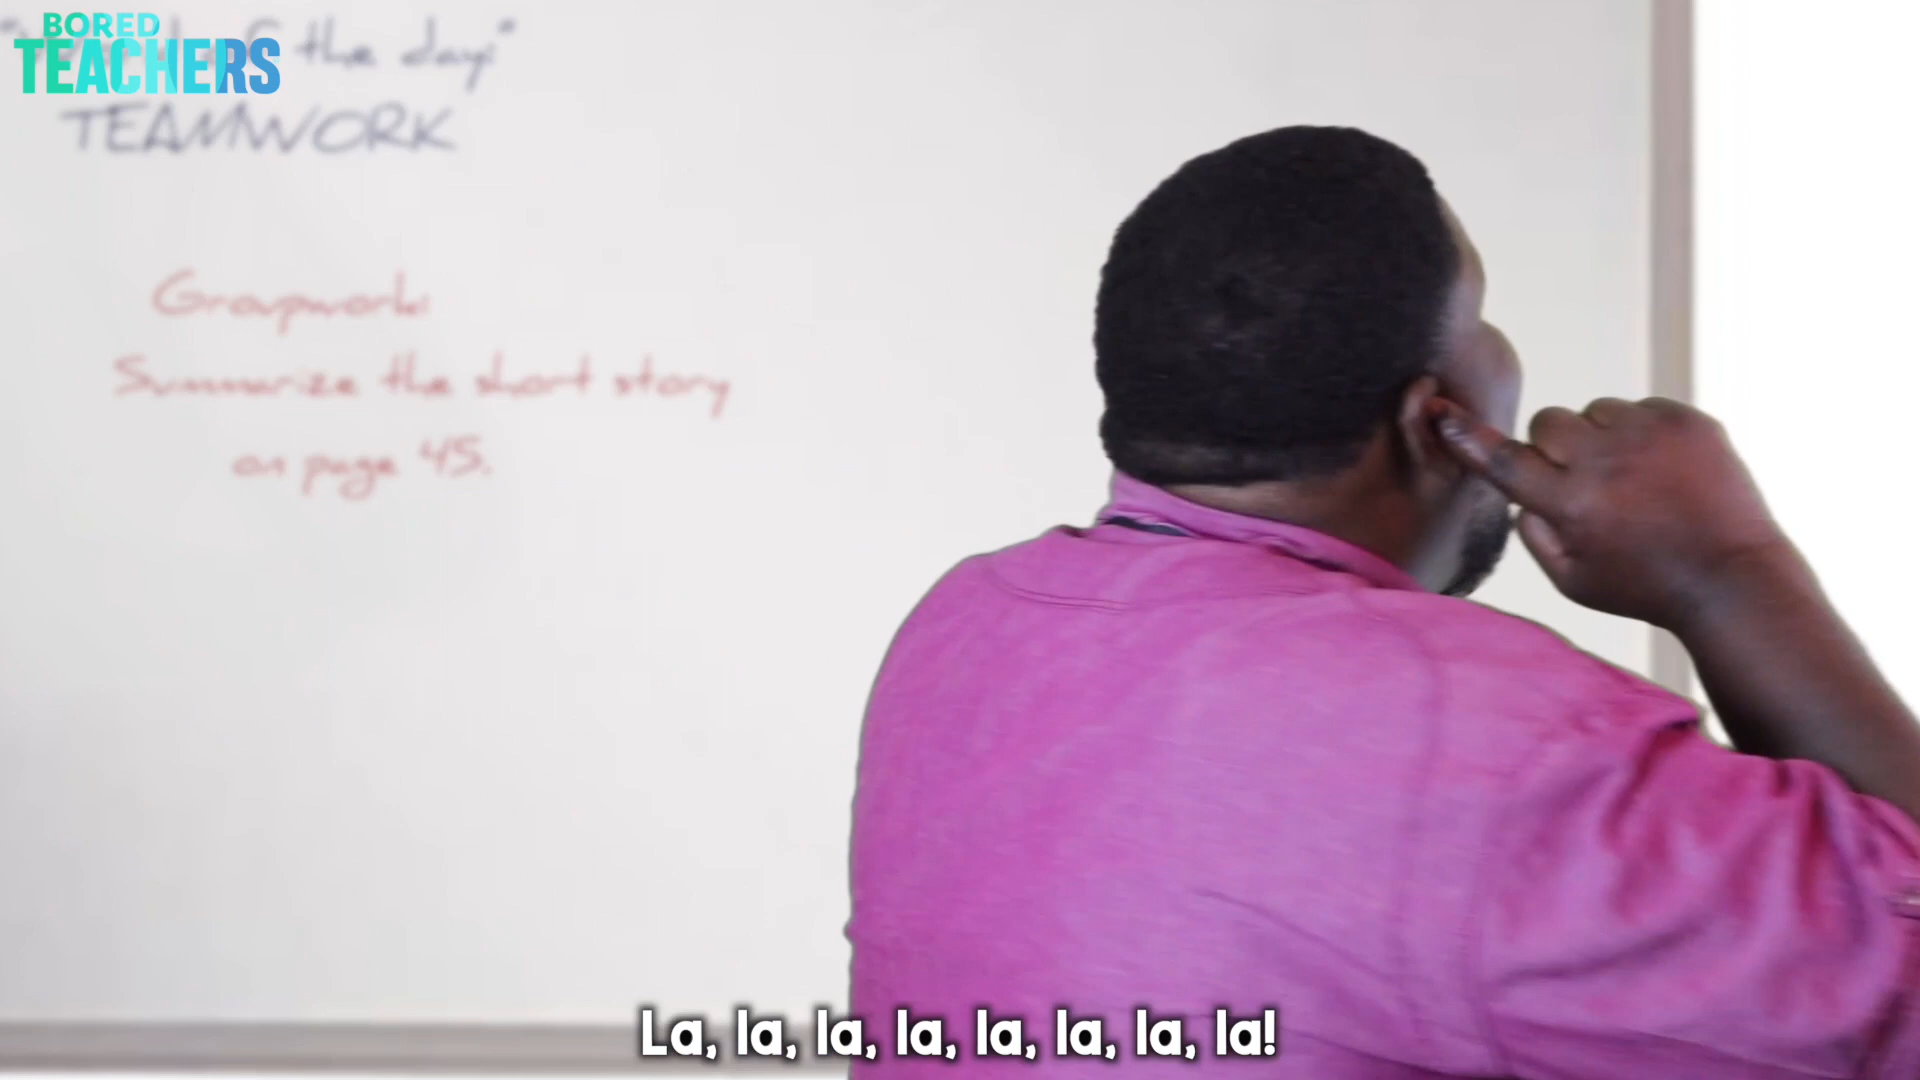 BORED
TEACHERS
of the day:"
TEAMWORK
Groupwork:
Summarize the short story
on page 45.
La, la, la, la, la, la, la, la!